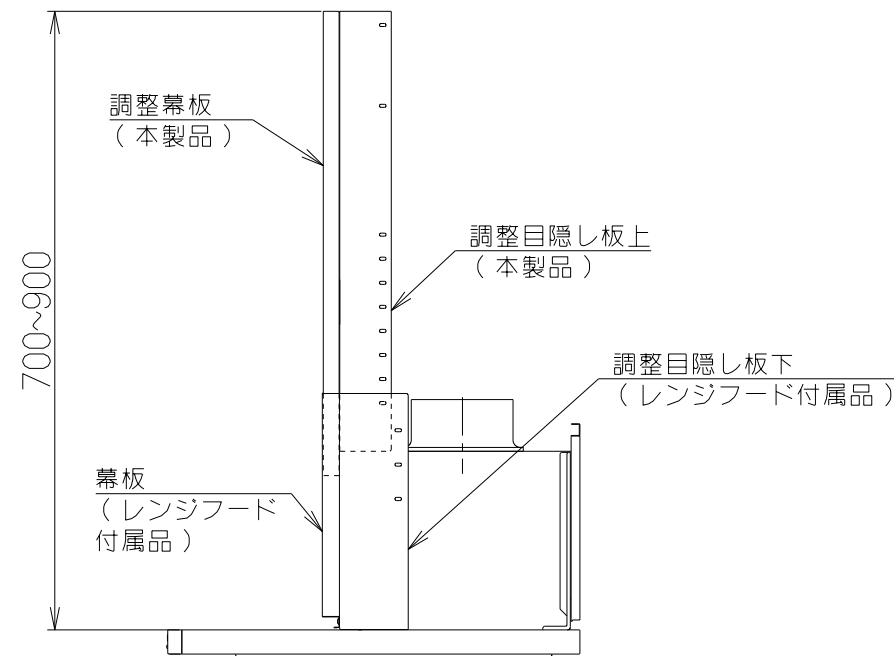 調整幕板
（本製品）
調整目隠し板上
（本製品）
700~900
調整目隠し板下
（レンジフード付属品）
幕板
（レンジフード
付属品）